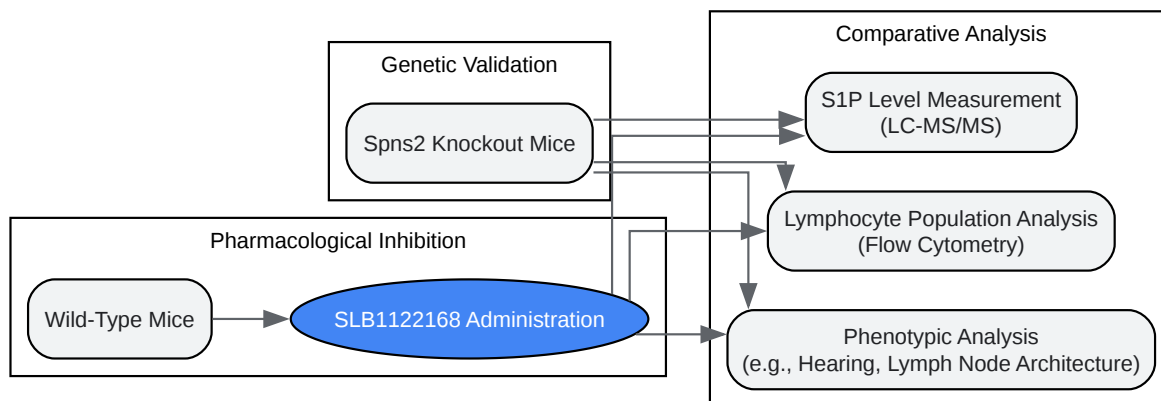 Genetic Validation
Spns2 Knockout Mice
Pharmacological Inhibition
Wild-Type Mice
SLB1122168 Administration
Comparative Analysis
S1P Level Measurement
(LC-MS/MS)
Lymphocyte Population Analysis
(Flow Cytometry)
Phenotypic Analysis
(e.g., Hearing, Lymph Node Architecture)